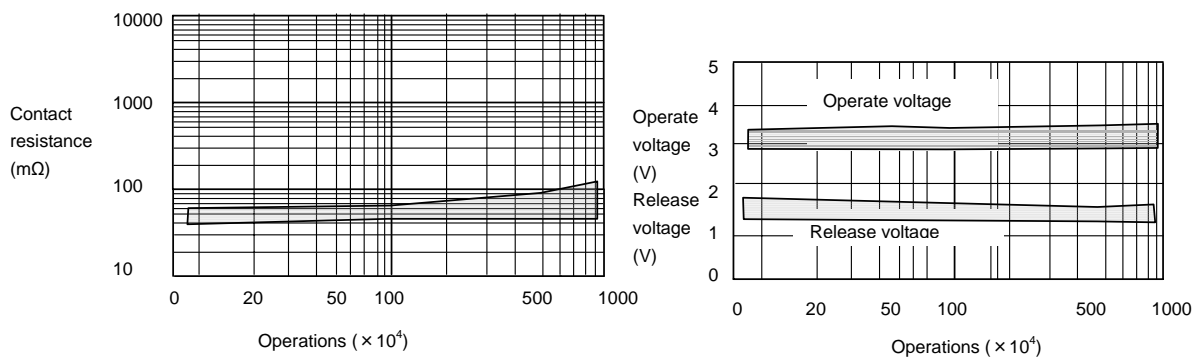 10000
1000
100
10
Contact
resistance
(mΩ)
0 20 50 100 500 1000
Operations (×10⁴)
5
4
3
2
1
0
Operate
voltage
(V)
Release
voltage
(V)
Operate voltage
Release voltage
0 20 50 100 500 1000
Operations (×10⁴)